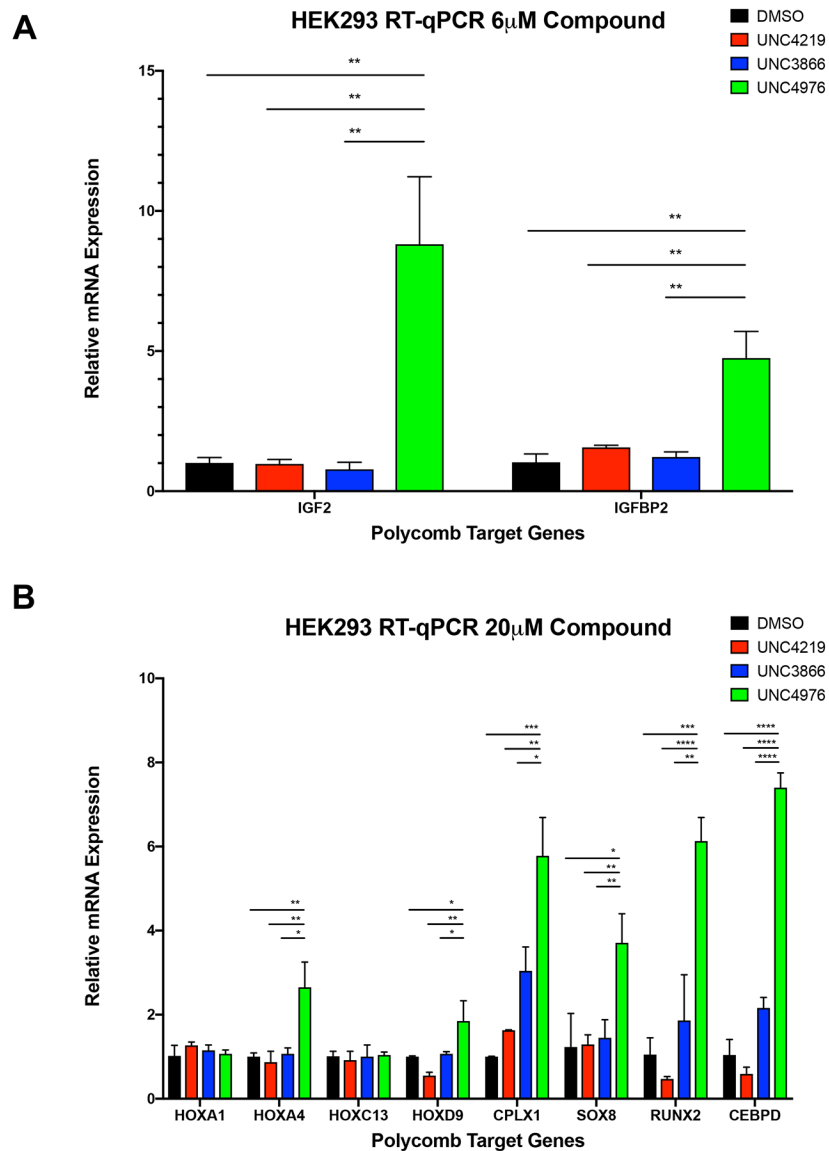 A
HEK293 RT-qPCR 6μM Compound
DMSO
UNC4219
UNC3866
UNC4976
15
10
5
0
Relative mRNA Expression
**
**
**
**
**
**
IGF2
IGFBP2
Polycomb Target Genes
B
HEK293 RT-qPCR 20μM Compound
DMSO
UNC4219
UNC3866
UNC4976
10
8
6
4
2
0
Relative mRNA Expression
**
**
*
*
**
*
***
**
*
*
**
**
***
****
**
****
****
****
HOXA1
HOXA4
HOXC13
HOXD9
CPLX1
SOX8
RUNX2
CEBPD
Polycomb Target Genes